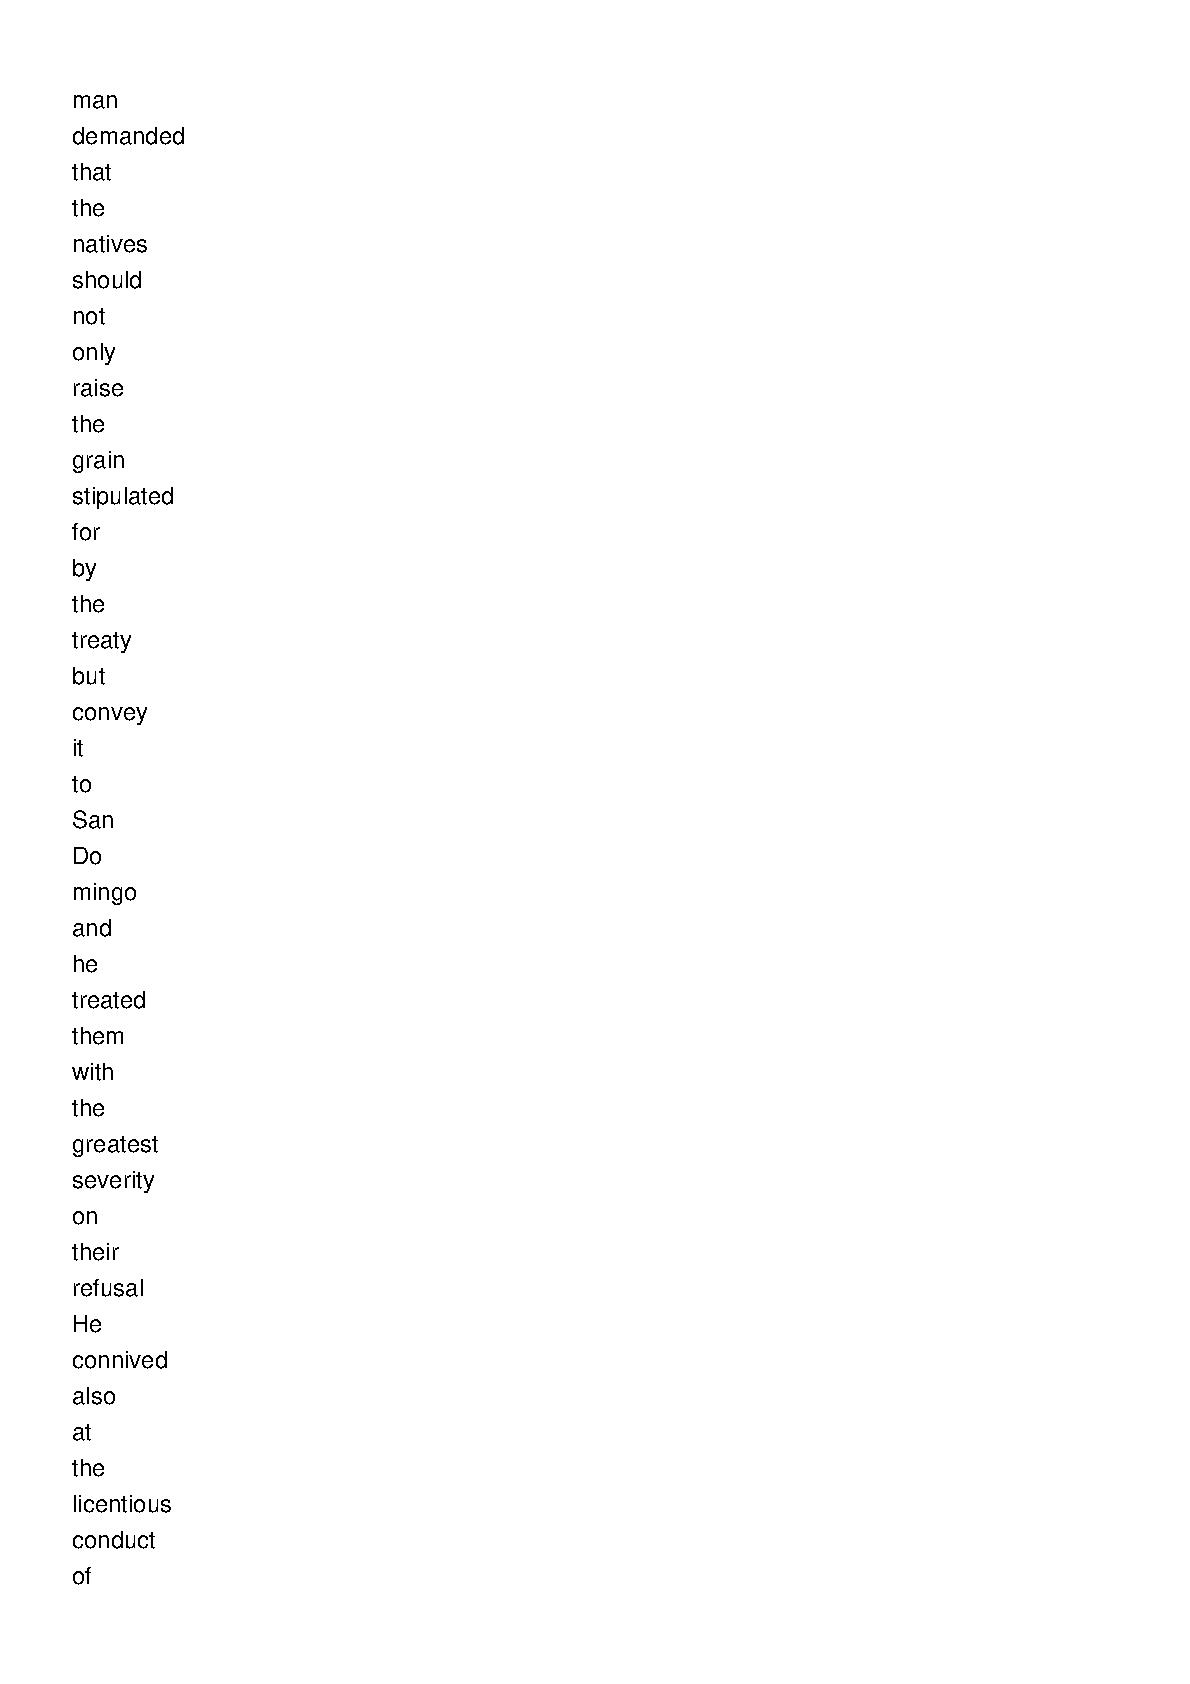 man
demanded
that
the
natives
should
not
only
raise
the
grain
stipulated
for
by
the
treaty
but
convey
it
to
San
Do
mingo
and
he
treated
them
with
the
greatest
severity
on
their
refusal
He
connived
also
at
the
licentious
conduct
of